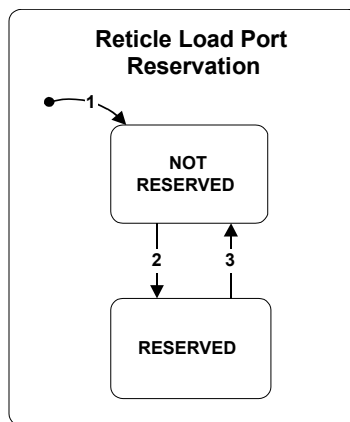 Reticle Load Port
Reservation
1
NOT
RESERVED
2 3
RESERVED